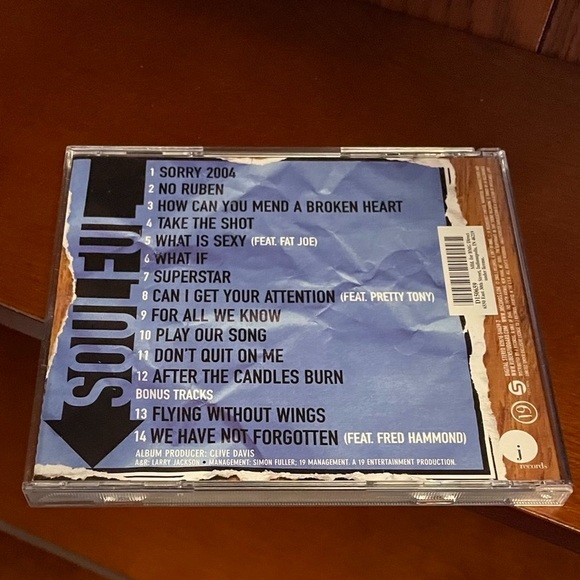 SOULFUL
1 SORRY 2004
2 NO RUBEN
3 HOW CAN YOU MEND A BROKEN HEART
4 TAKE THE SHOT
5 WHAT IS SEXY (FEAT. FAT JOE)
6 WHAT IF
7 SUPERSTAR
8 CAN I GET YOUR ATTENTION (FEAT. PRETTY TONY)
9 FOR ALL WE KNOW
10 PLAY OUR SONG
11 DON'T QUIT ON ME
12 AFTER THE CANDLES BURN
BONUS TRACKS
13 FLYING WITHOUT WINGS
14 WE HAVE NOT FORGOTTEN (FEAT. FRED HAMMOND)
ALBUM PRODUCER: CLIVE DAVIS
A&R: LARRY JACKSON • MANAGEMENT: SIMON FULLER; 19 MANAGEMENT. A 19 ENTERTAINMENT PRODUCTION.
D150659
19
j
records